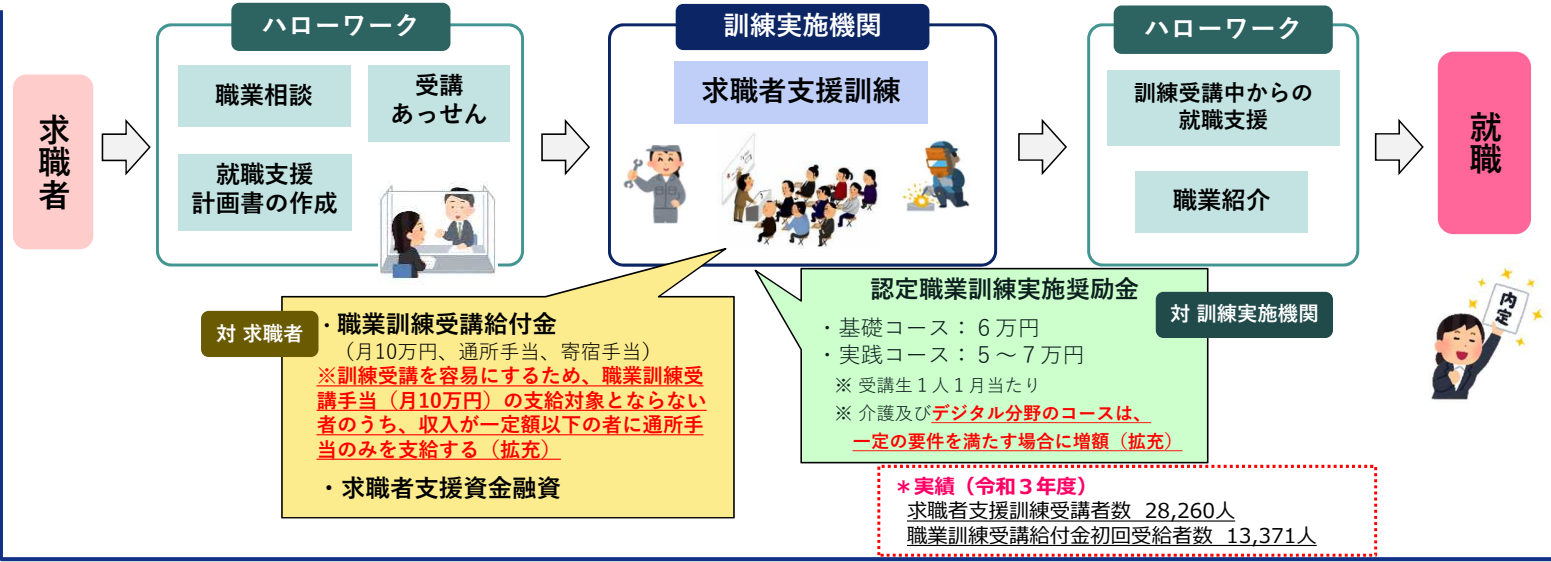 求職者
ハローワーク
職業相談
受講
あっせん
就職支援
計画書の作成
訓練実施機関
求職者支援訓練
ハローワーク
訓練受講中からの
就職支援
職業紹介
就職
内定
対 求職者
・職業訓練受講給付金
（月10万円、通所手当、寄宿手当）
※訓練受講を容易にするため、職業訓練受
講手当（月10万円）の支給対象とならない
者のうち、収入が一定額以下の者に通所手
当のみを支給する（拡充）
・求職者支援資金融資
認定職業訓練実施奨励金
対 訓練実施機関
・基礎コース：６万円
・実践コース：５～７万円
※ 受講生１人１月当たり
※ 介護及びデジタル分野のコースは、
一定の要件を満たす場合に増額（拡充）
＊実績（令和３年度）
求職者支援訓練受講者数 28,260人
職業訓練受講給付金初回受給者数 13,371人